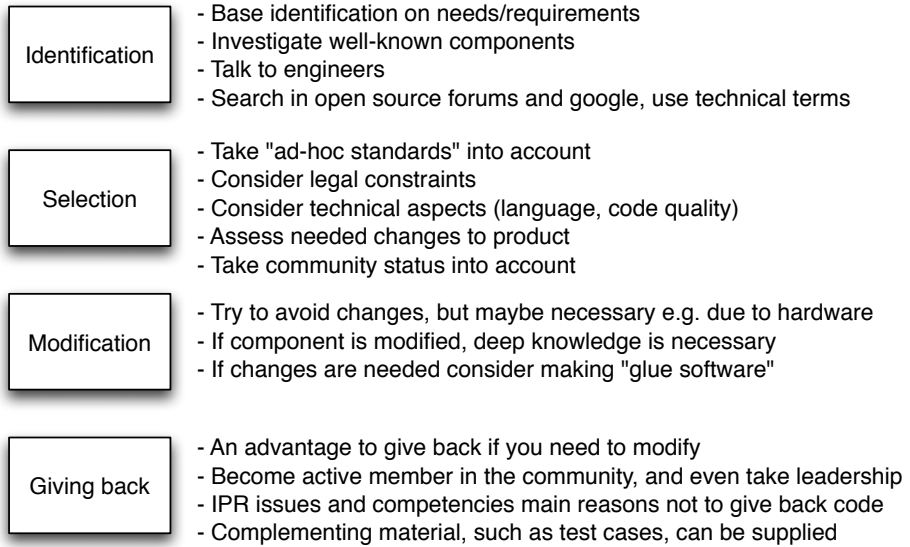 Identification
- Base identification on needs/requirements
- Investigate well-known components
- Talk to engineers
- Search in open source forums and google, use technical terms
Selection
- Take "ad-hoc standards" into account
- Consider legal constraints
- Consider technical aspects (language, code quality)
- Assess needed changes to product
- Take community status into account
Modification
- Try to avoid changes, but maybe necessary e.g. due to hardware
- If component is modified, deep knowledge is necessary
- If changes are needed consider making "glue software"
Giving back
- An advantage to give back if you need to modify
- Become active member in the community, and even take leadership
- IPR issues and competencies main reasons not to give back code
- Complementing material, such as test cases, can be supplied